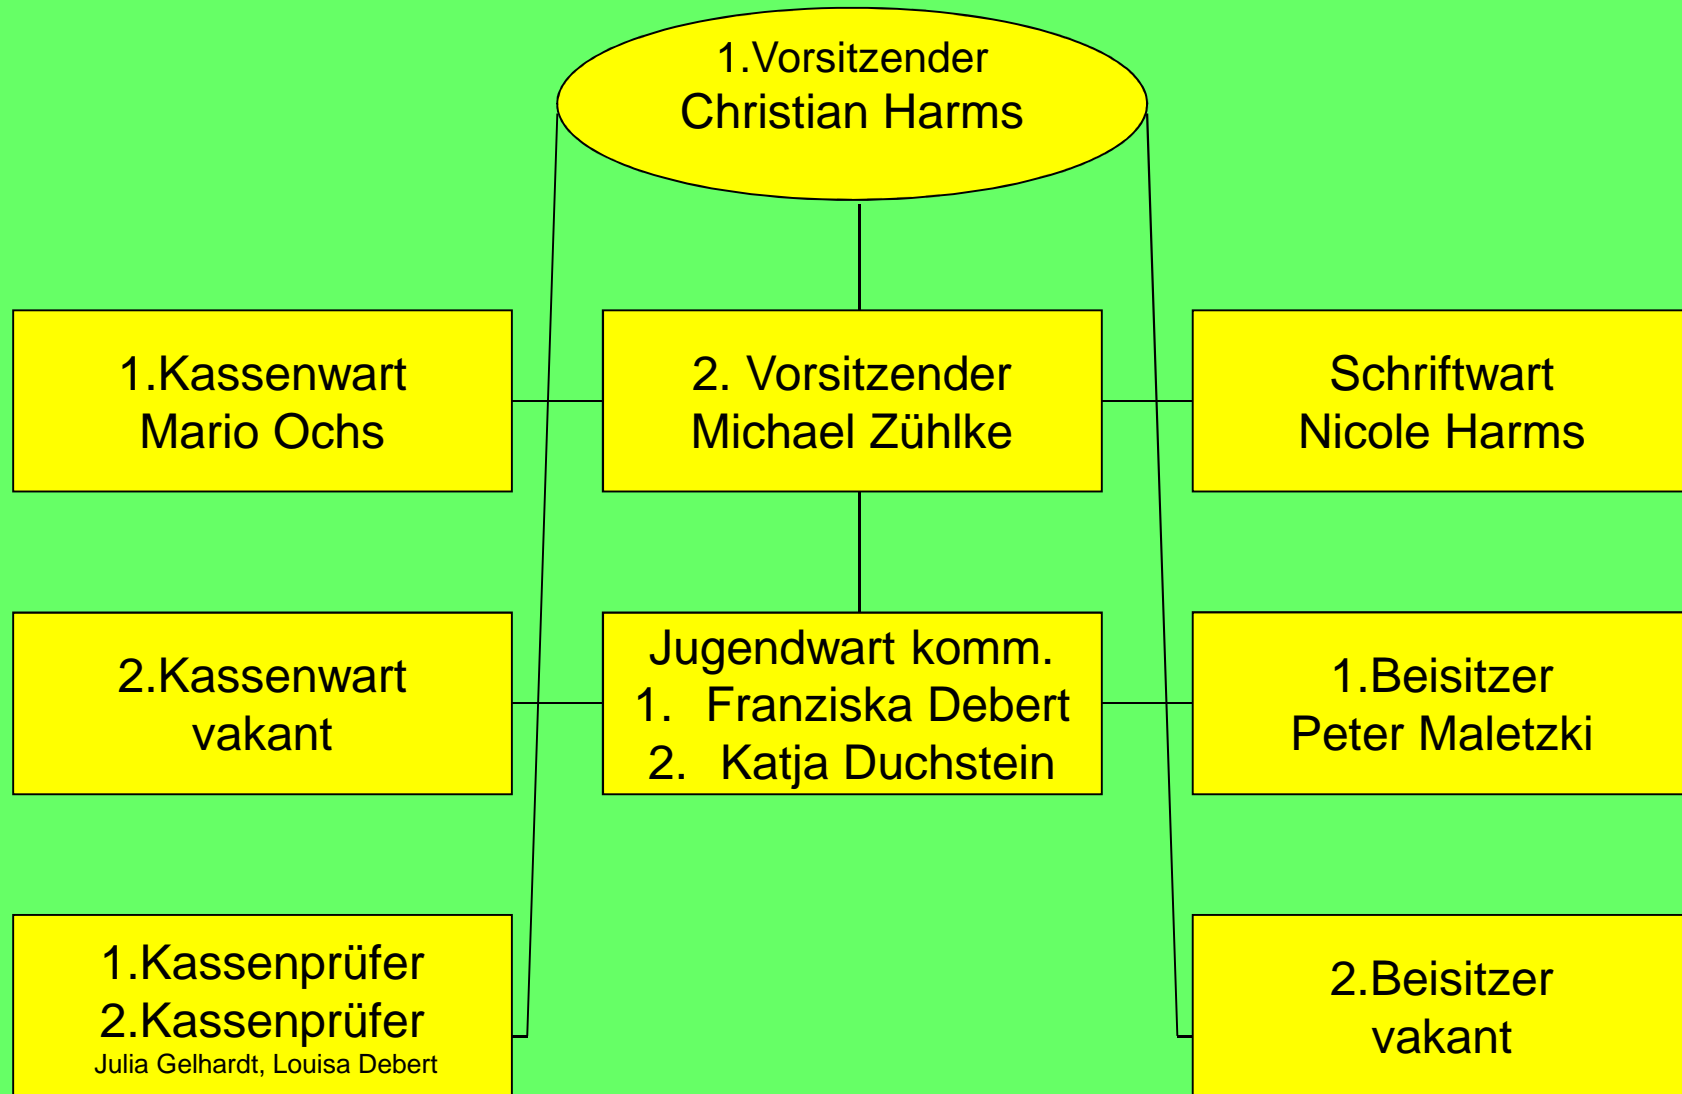 1.Vorsitzender
Christian Harms
1.Kassenwart
Mario Ochs
2. Vorsitzender
Michael Zühlke
Schriftwart
Nicole Harms
2.Kassenwart
vakant
Jugendwart komm.
1. Franziska Debert
2. Katja Duchstein
1.Beisitzer
Peter Maletzki
1.Kassenprüfer
2.Kassenprüfer
Julia Gelhardt, Louisa Debert
2.Beisitzer
vakant